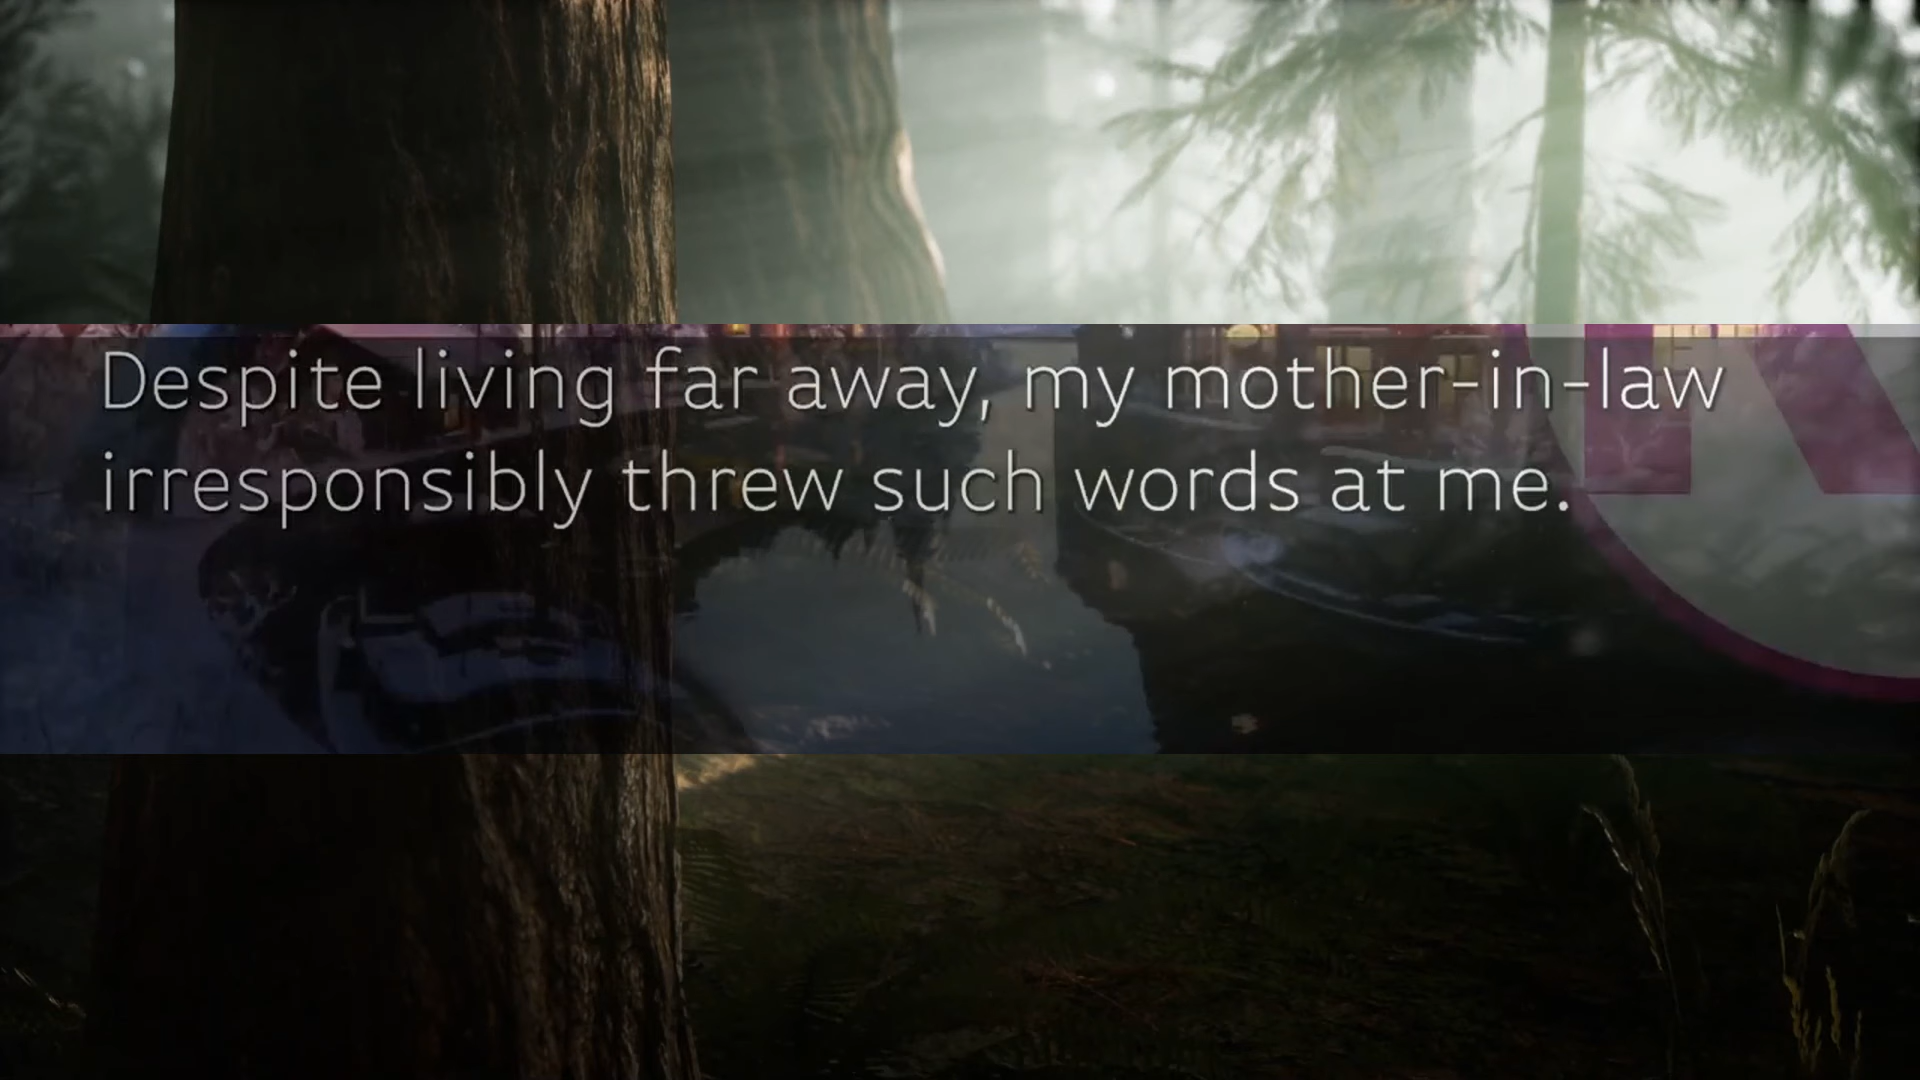 Despite living far away, my mother-in-law
irresponsibly threw such words at me.